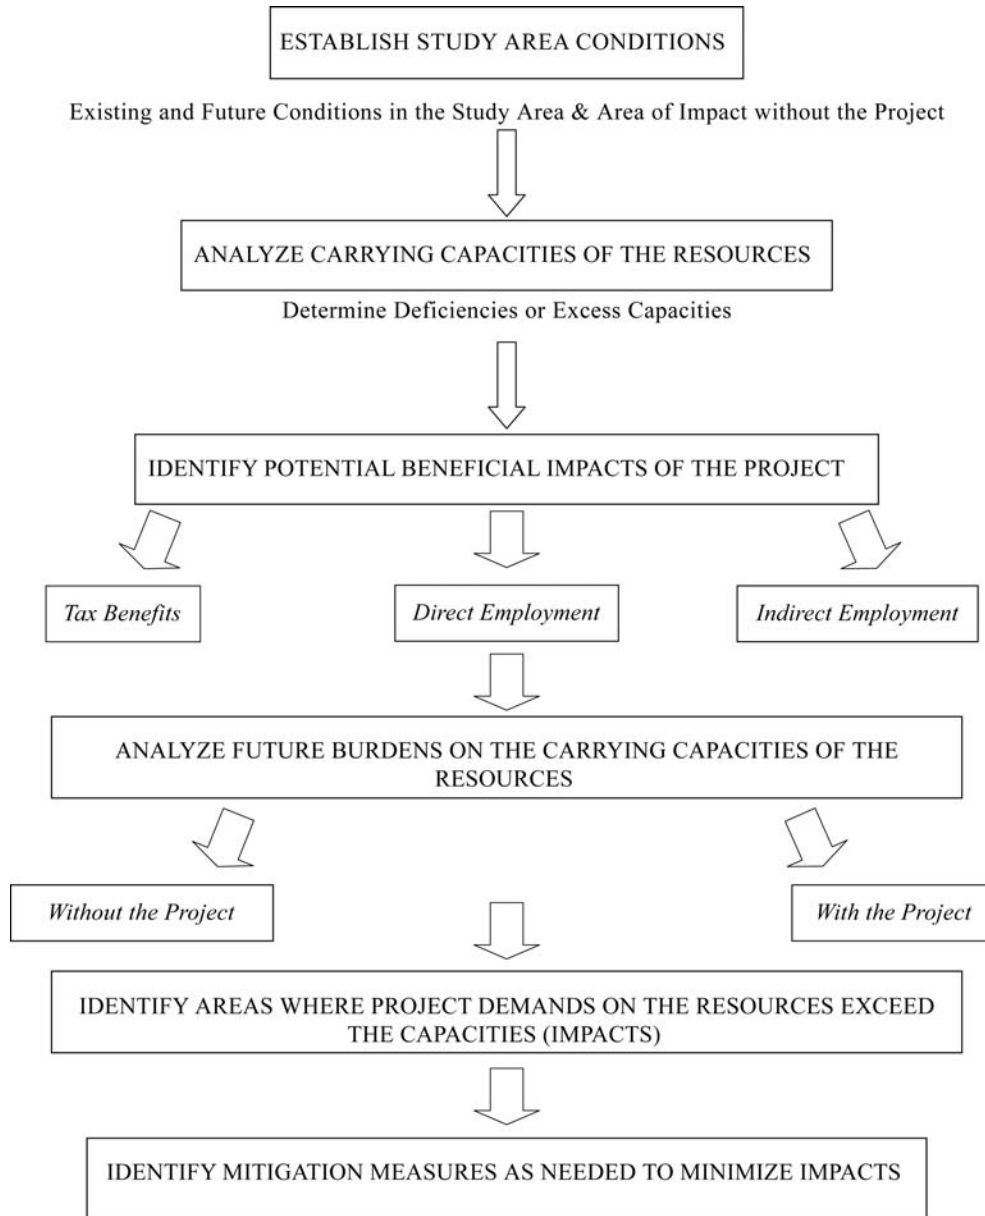 ESTABLISH STUDY AREA CONDITIONS
Existing and Future Conditions in the Study Area & Area of Impact without the Project
ANALYZE CARRYING CAPACITIES OF THE RESOURCES
Determine Deficiencies or Excess Capacities
IDENTIFY POTENTIAL BENEFICIAL IMPACTS OF THE PROJECT
Tax Benefits
Direct Employment
Indirect Employment
ANALYZE FUTURE BURDENS ON THE CARRYING CAPACITIES OF THE
RESOURCES
Without the Project
With the Project
IDENTIFY AREAS WHERE PROJECT DEMANDS ON THE RESOURCES EXCEED
THE CAPACITIES (IMPACTS)
IDENTIFY MITIGATION MEASURES AS NEEDED TO MINIMIZE IMPACTS